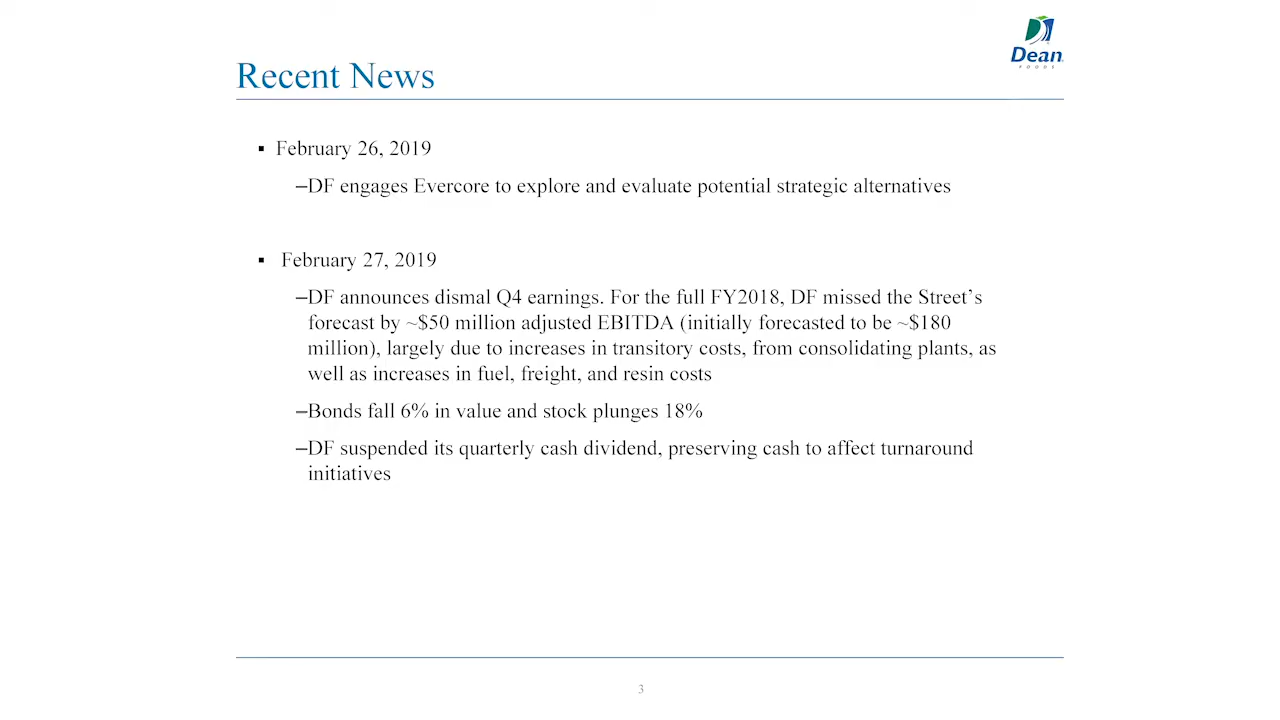 Dean
FOODS
Recent News
▪ February 26, 2019
–DF engages Evercore to explore and evaluate potential strategic alternatives
▪ February 27, 2019
–DF announces dismal Q4 earnings. For the full FY2018, DF missed the Street’s
forecast by ~$50 million adjusted EBITDA (initially forecasted to be ~$180
million), largely due to increases in transitory costs, from consolidating plants, as
well as increases in fuel, freight, and resin costs
–Bonds fall 6% in value and stock plunges 18%
–DF suspended its quarterly cash dividend, preserving cash to affect turnaround
initiatives
3